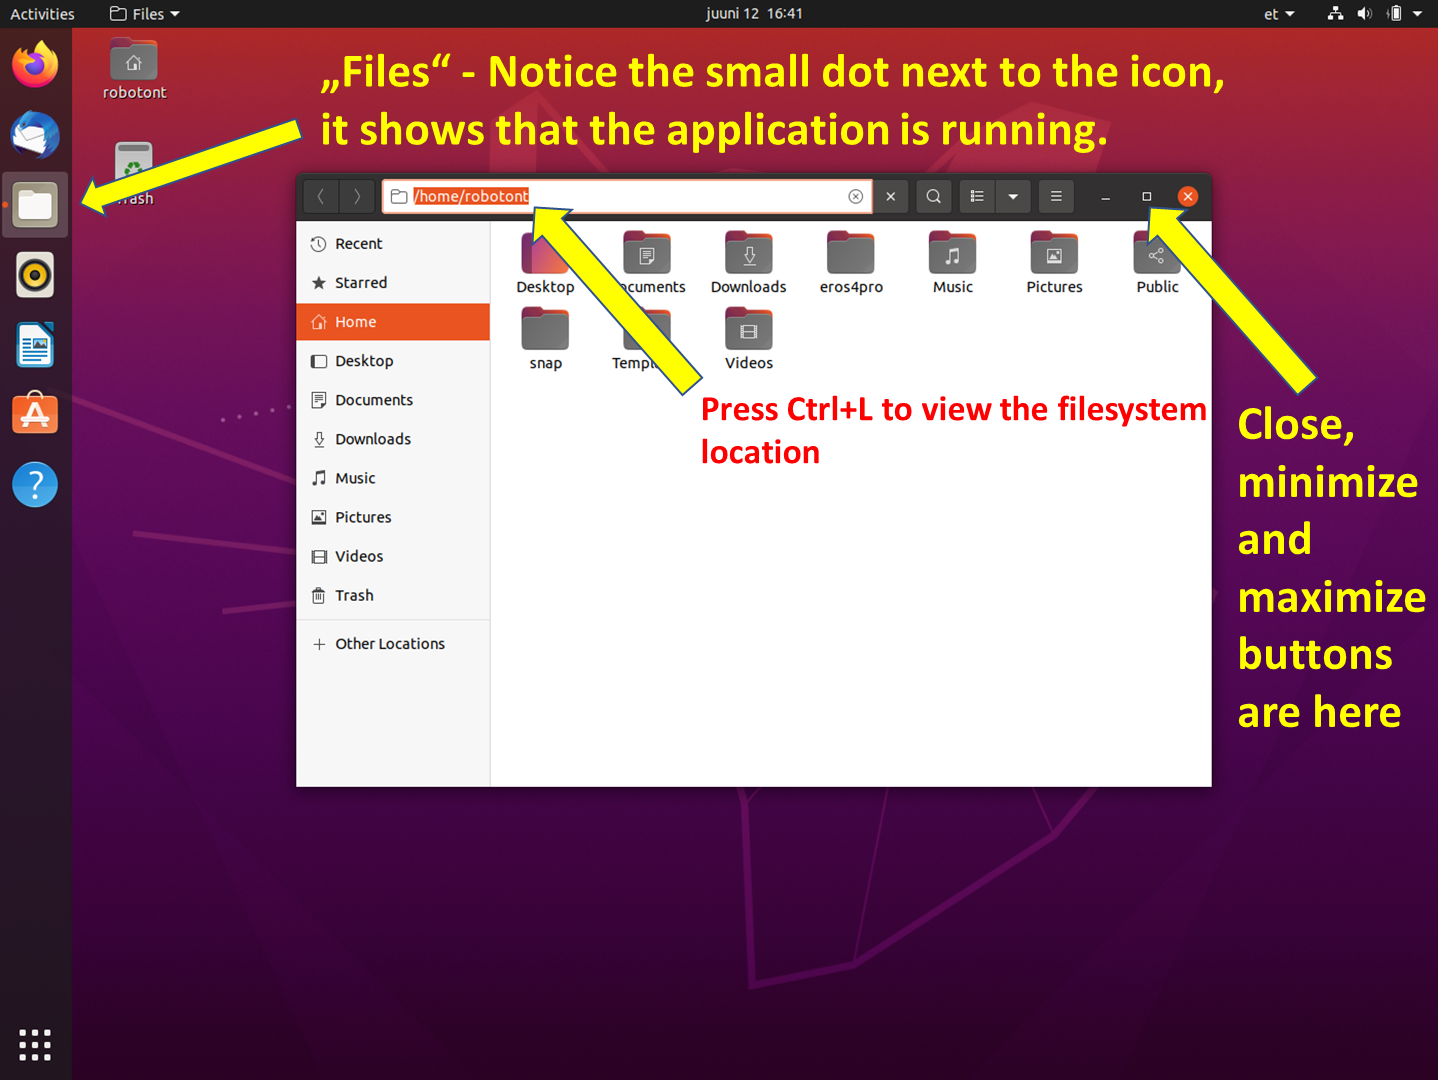 Activities
Files
juuni 12 16:41
et
robotont
„Files“ - Notice the small dot next to the icon,
it shows that the application is running.
Trash
/home/robotont
Recent
Starred
Home
Desktop
Documents
Downloads
Music
Pictures
Videos
Trash
Other Locations
Desktop
Documents
Downloads
eros4pro
Music
Pictures
Public
snap
Templates
Videos
Press Ctrl+L to view the filesystem
location
Close,
minimize
and
maximize
buttons
are here